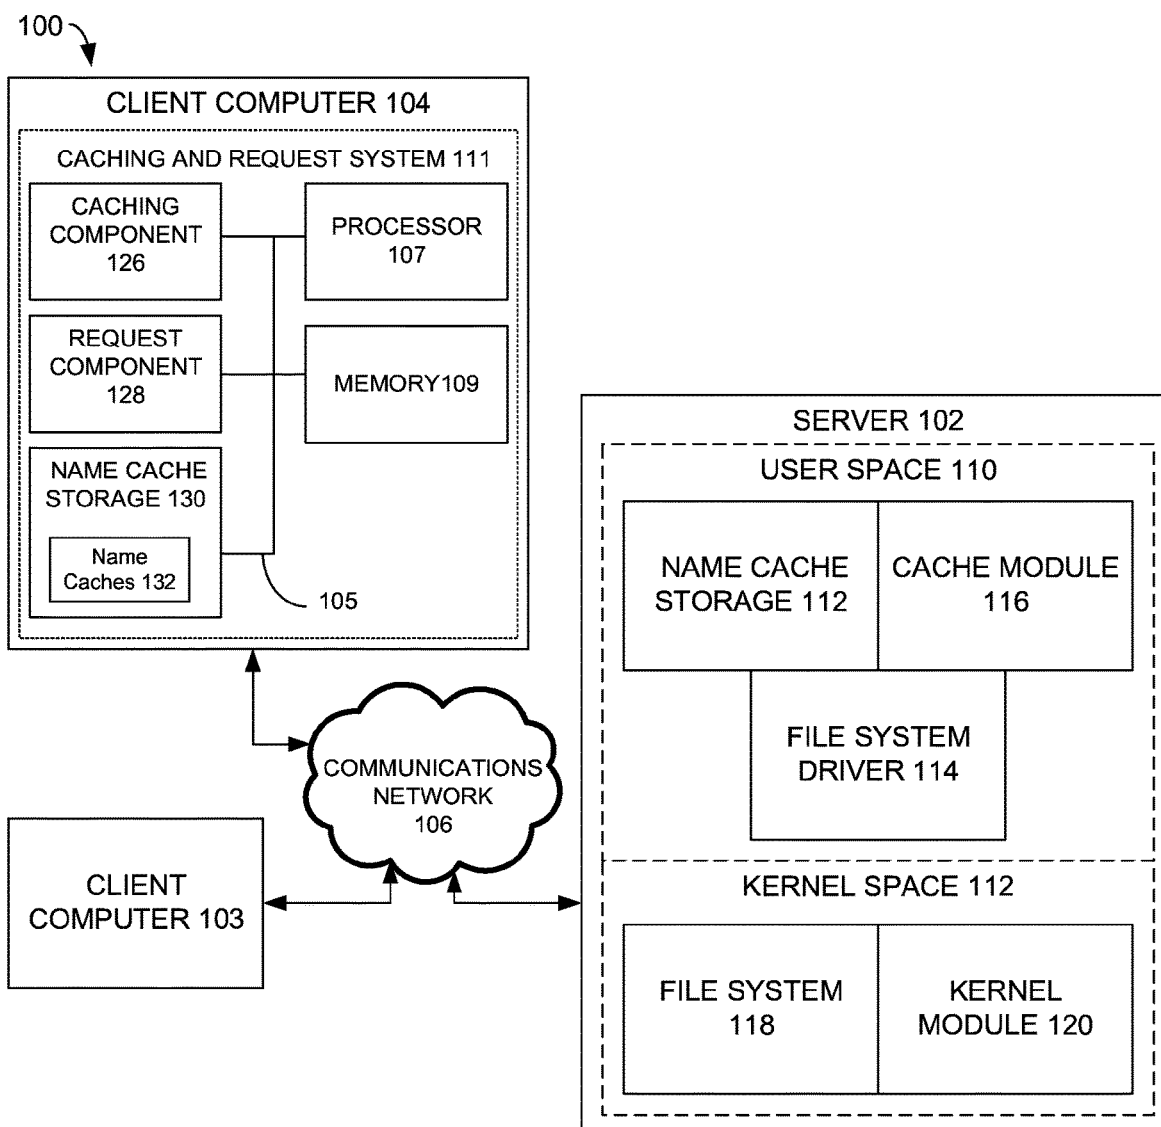 100
CLIENT COMPUTER 104
CACHING AND REQUEST SYSTEM 111
CACHING
COMPONENT
126
PROCESSOR
107
REQUEST
COMPONENT
128
MEMORY109
NAME CACHE
STORAGE 130
Name
Caches 132
105
COMMUNICATIONS
NETWORK
106
CLIENT
COMPUTER 103
SERVER 102
USER SPACE 110
NAME CACHE
STORAGE 112
CACHE MODULE
116
FILE SYSTEM
DRIVER 114
KERNEL SPACE 112
FILE SYSTEM
118
KERNEL
MODULE 120